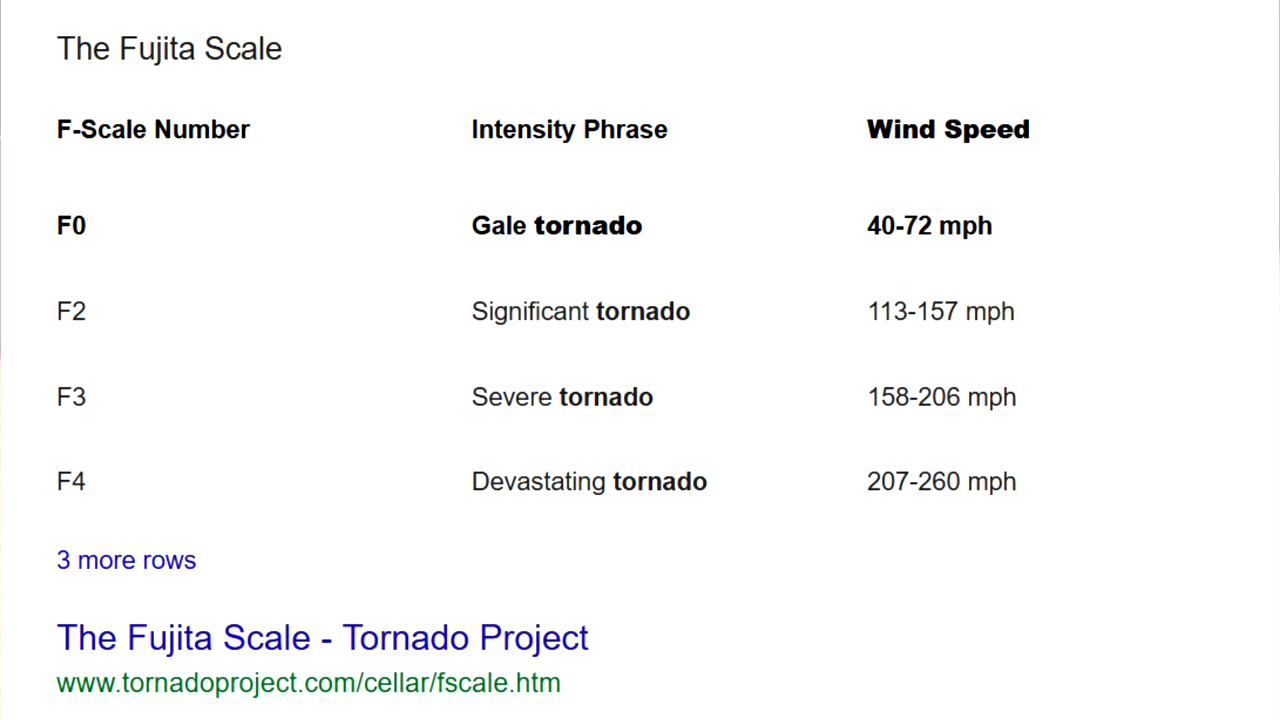 The Fujita Scale
F-Scale Number Intensity Phrase Wind Speed
F0 Gale tornado 40-72 mph
F2 Significant tornado 113-157 mph
F3 Severe tornado 158-206 mph
F4 Devastating tornado 207-260 mph
3 more rows
The Fujita Scale - Tornado Project
www.tornadoproject.com/cellar/fscale.htm